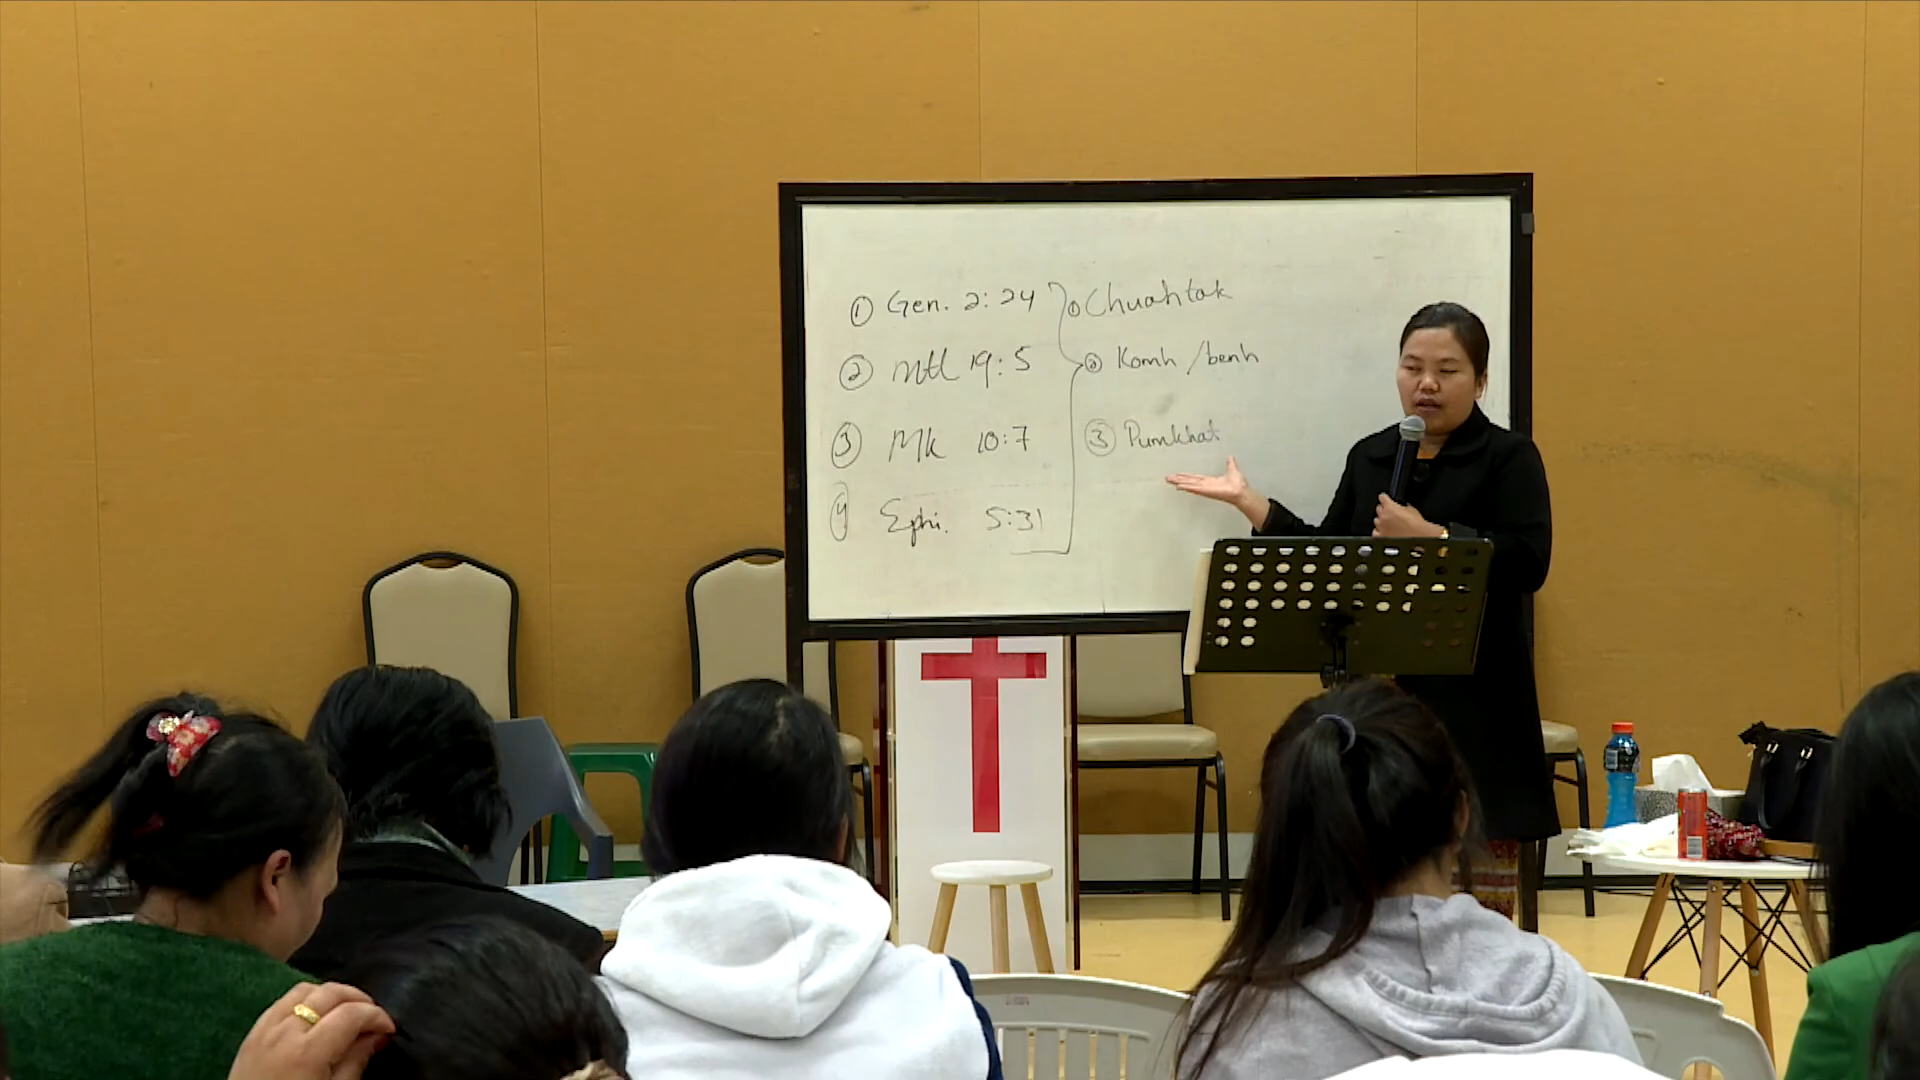 ① Gen. 2:24
② Mtt 19:5
③ Mk 10:7
④ Ephi. 5:31
① Chuahtak
② Komh / benh
③ Pumkhat